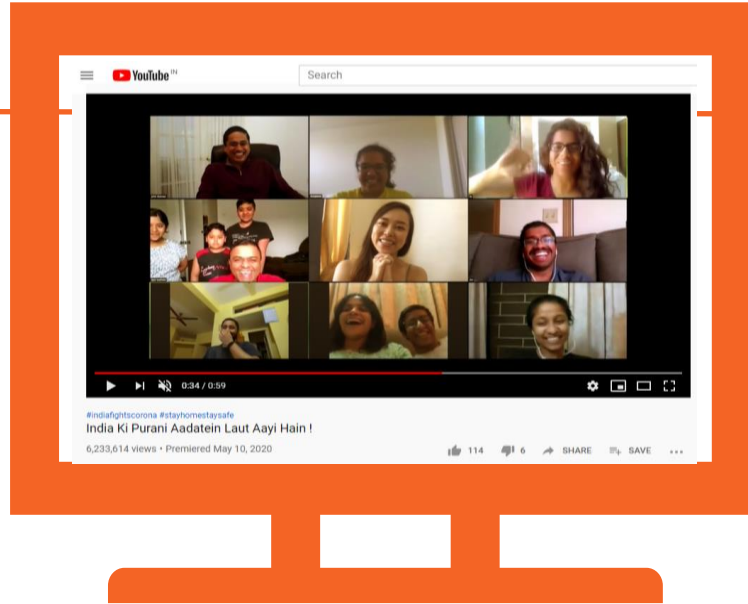 YouTube IN
Search
0:34 / 0:59
#indiafightscorona #stayhomestaysafe
India Ki Purani Aadatein Laut Aayi Hain !
6,233,614 views • Premiered May 10, 2020
114 6 SHARE SAVE